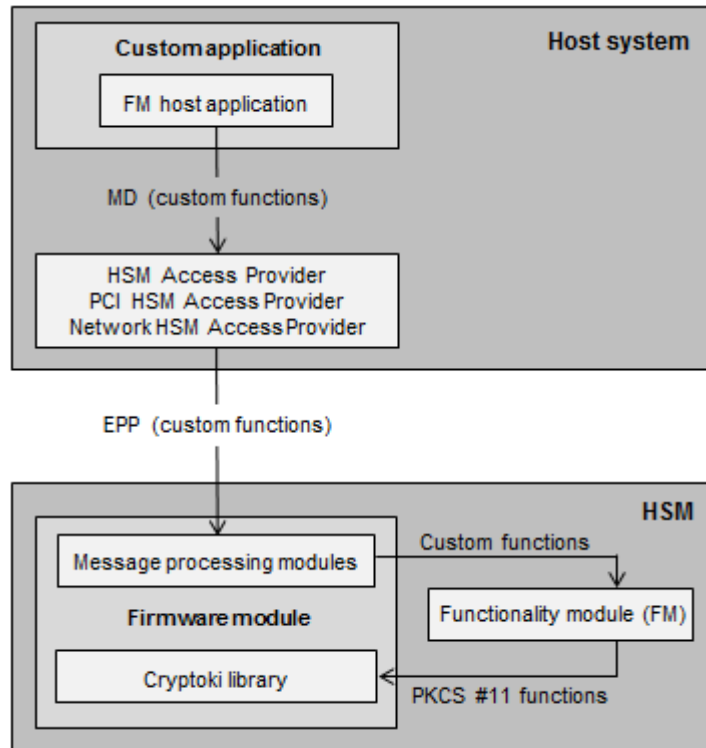 Host system
Custom application
FM host application
MD (custom functions)
HSM Access Provider
PCI HSM Access Provider
Network HSM Access Provider
EPP (custom functions)
HSM
Message processing modules
Custom functions
Firmware module
Functionality module (FM)
Cryptoki library
PKCS #11 functions